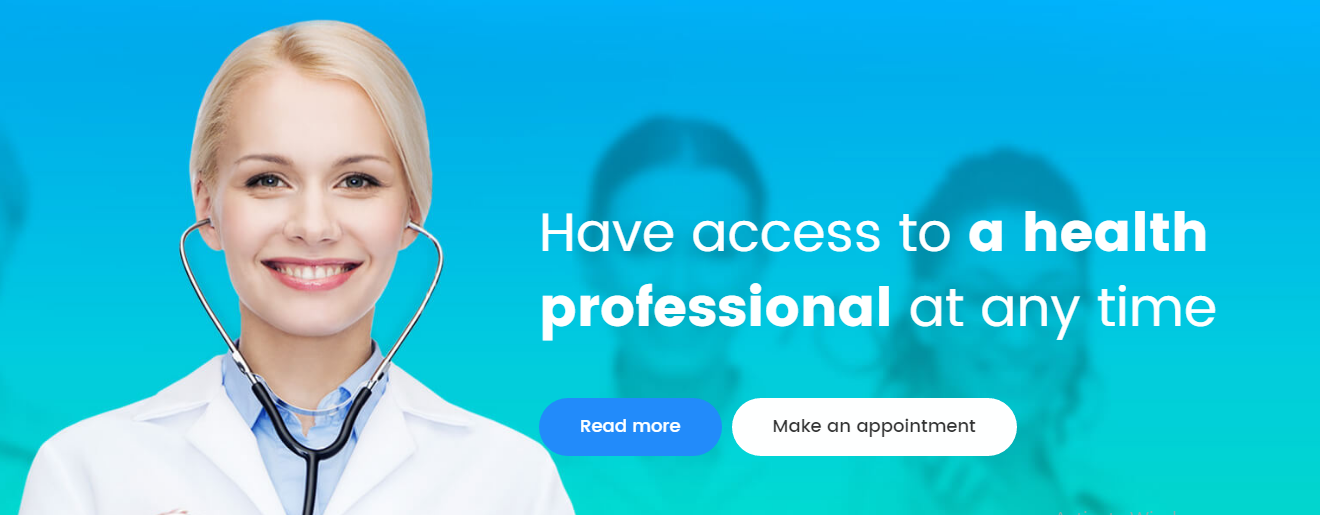 Have access to a health
professional at any time
Read more
Make an appointment